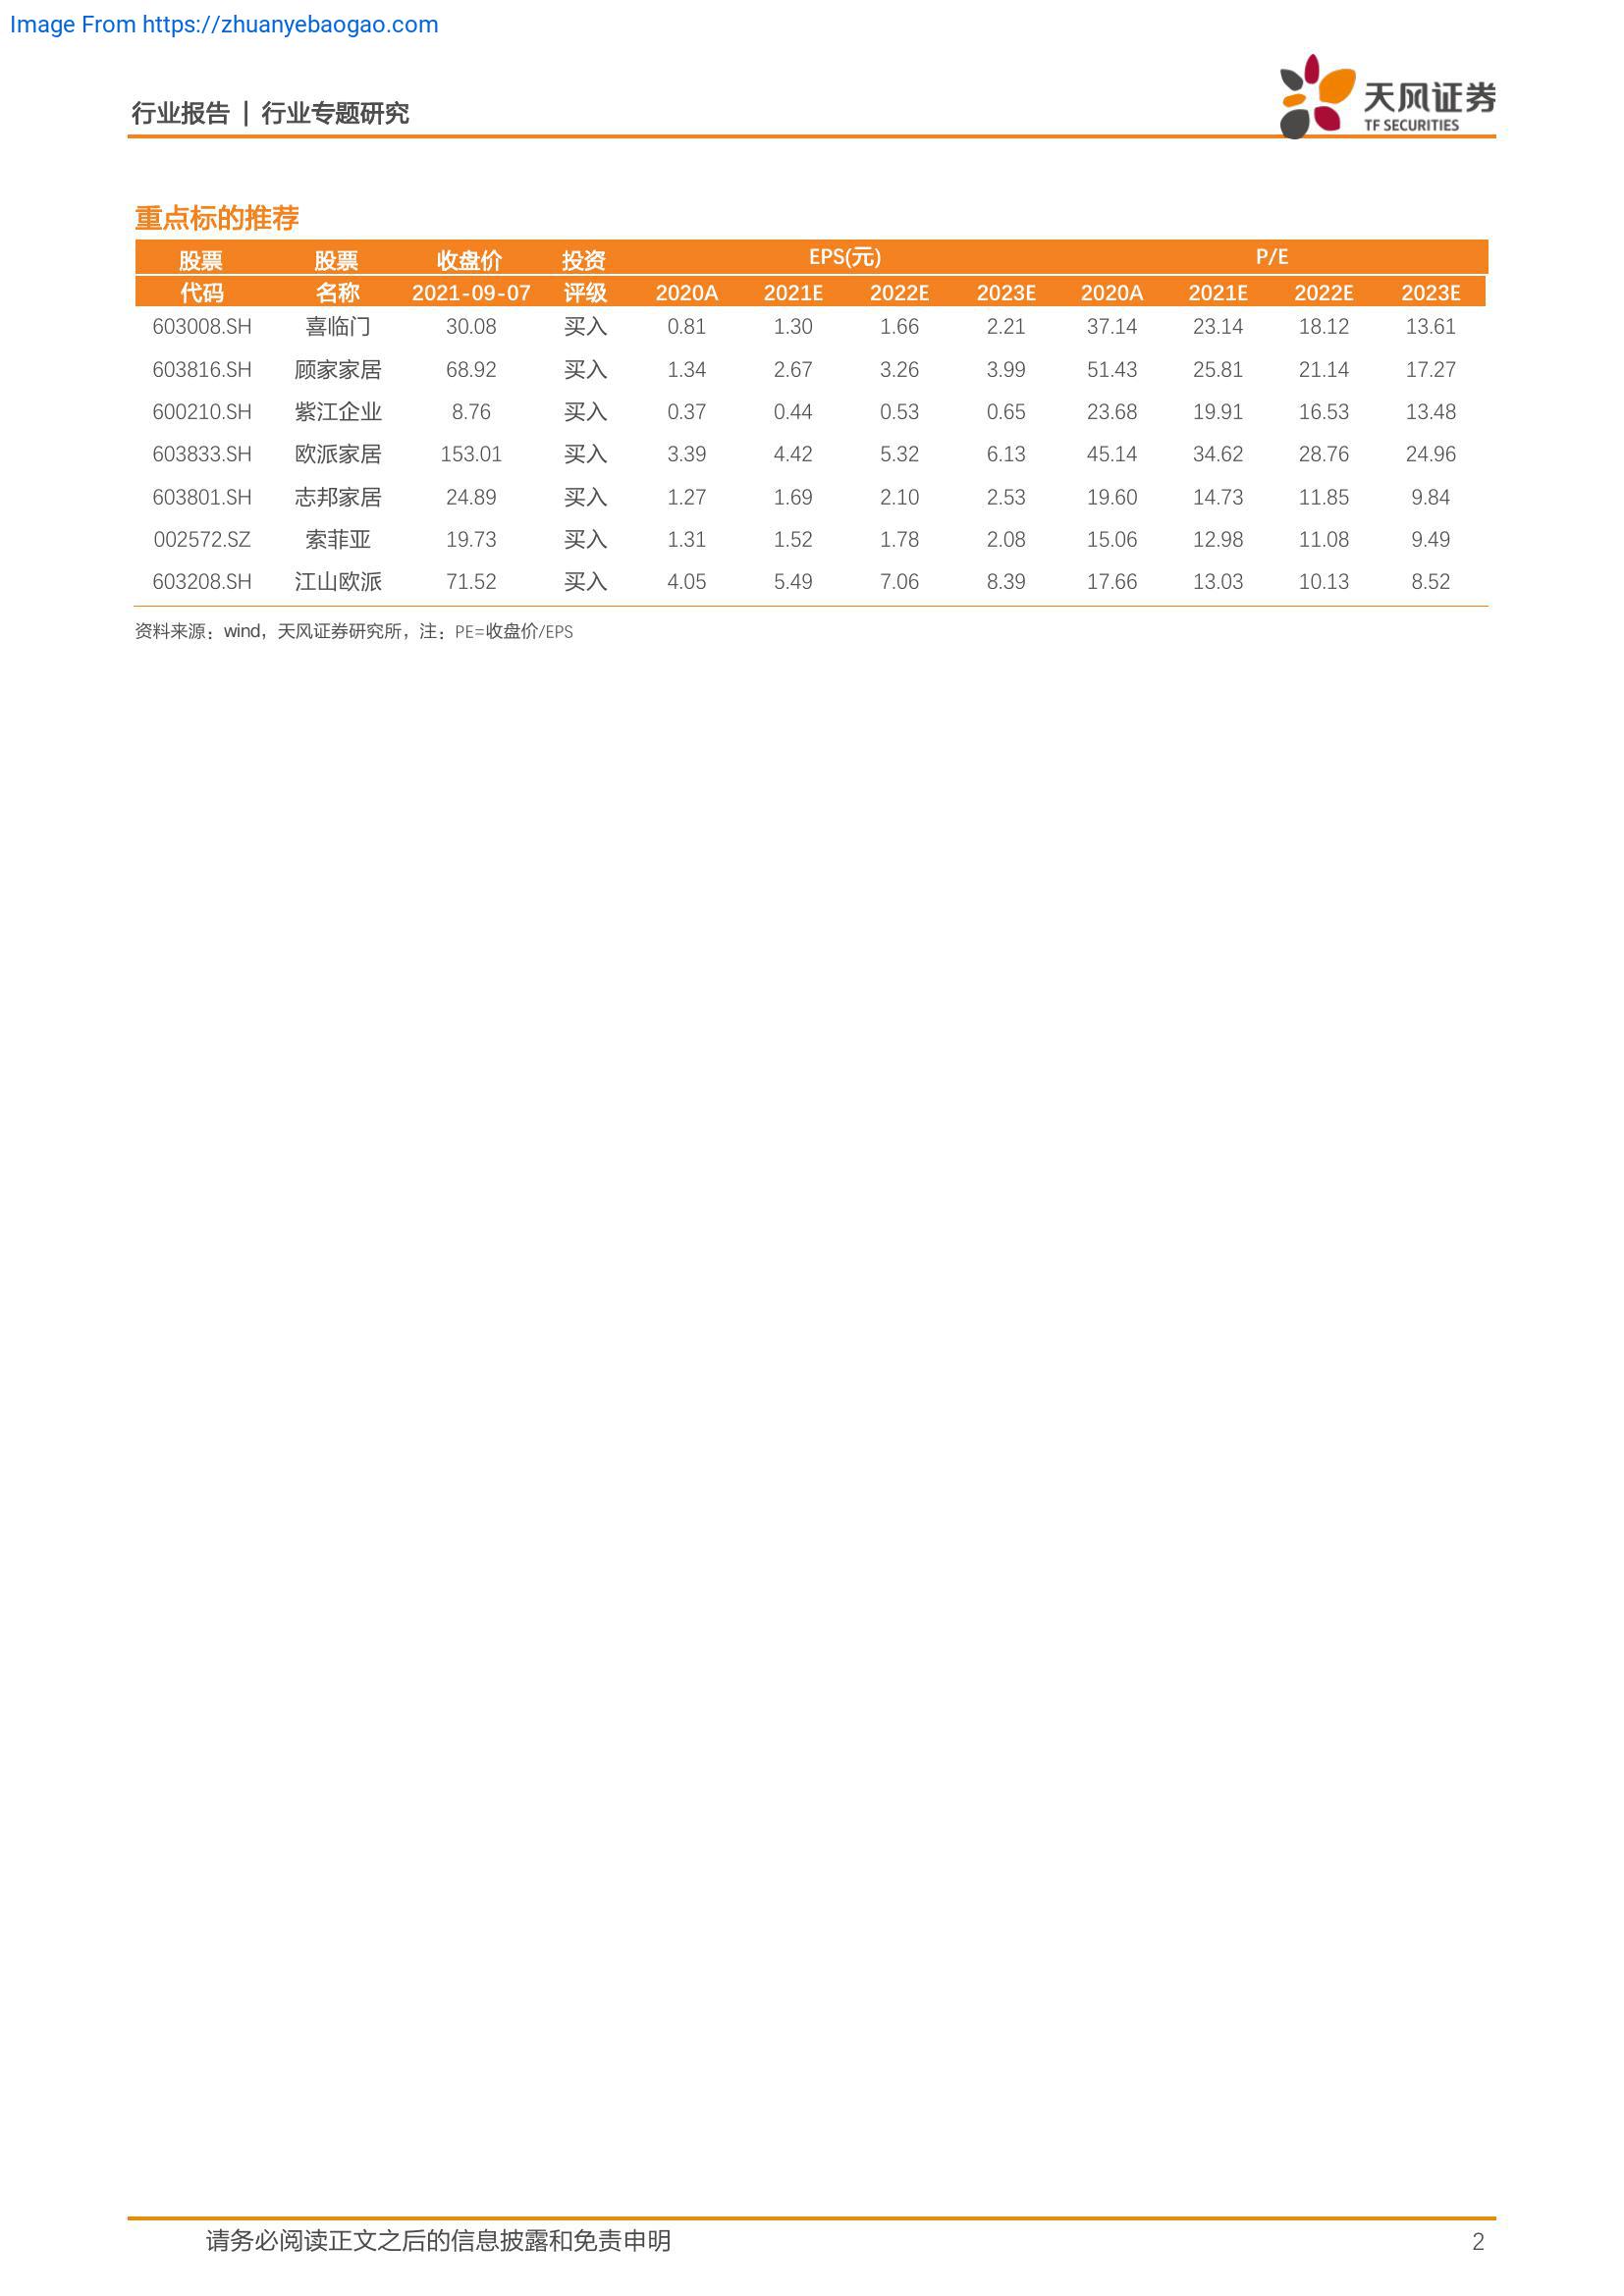 Image From https://zhuanyebaogao.com
行业报告 | 行业专题研究
天风证券
TF SECURITIES
重点标的推荐
股票 股票 收盘价 投资 EPS(元) P/E
代码 名称 2021-09-07 评级 2020A 2021E 2022E 2023E 2020A 2021E 2022E 2023E
603008.SH 喜临门 30.08 买入 0.81 1.30 1.66 2.21 37.14 23.14 18.12 13.61
603816.SH 顾家家居 68.92 买入 1.34 2.67 3.26 3.99 51.43 25.81 21.14 17.27
600210.SH 紫江企业 8.76 买入 0.37 0.44 0.53 0.65 23.68 19.91 16.53 13.48
603833.SH 欧派家居 153.01 买入 3.39 4.42 5.32 6.13 45.14 34.62 28.76 24.96
603801.SH 志邦家居 24.89 买入 1.27 1.69 2.10 2.53 19.60 14.73 11.85 9.84
002572.SZ 索菲亚 19.73 买入 1.31 1.52 1.78 2.08 15.06 12.98 11.08 9.49
603208.SH 江山欧派 71.52 买入 4.05 5.49 7.06 8.39 17.66 13.03 10.13 8.52
资料来源：wind，天风证券研究所，注：PE=收盘价/EPS
请务必阅读正文之后的信息披露和免责申明 2